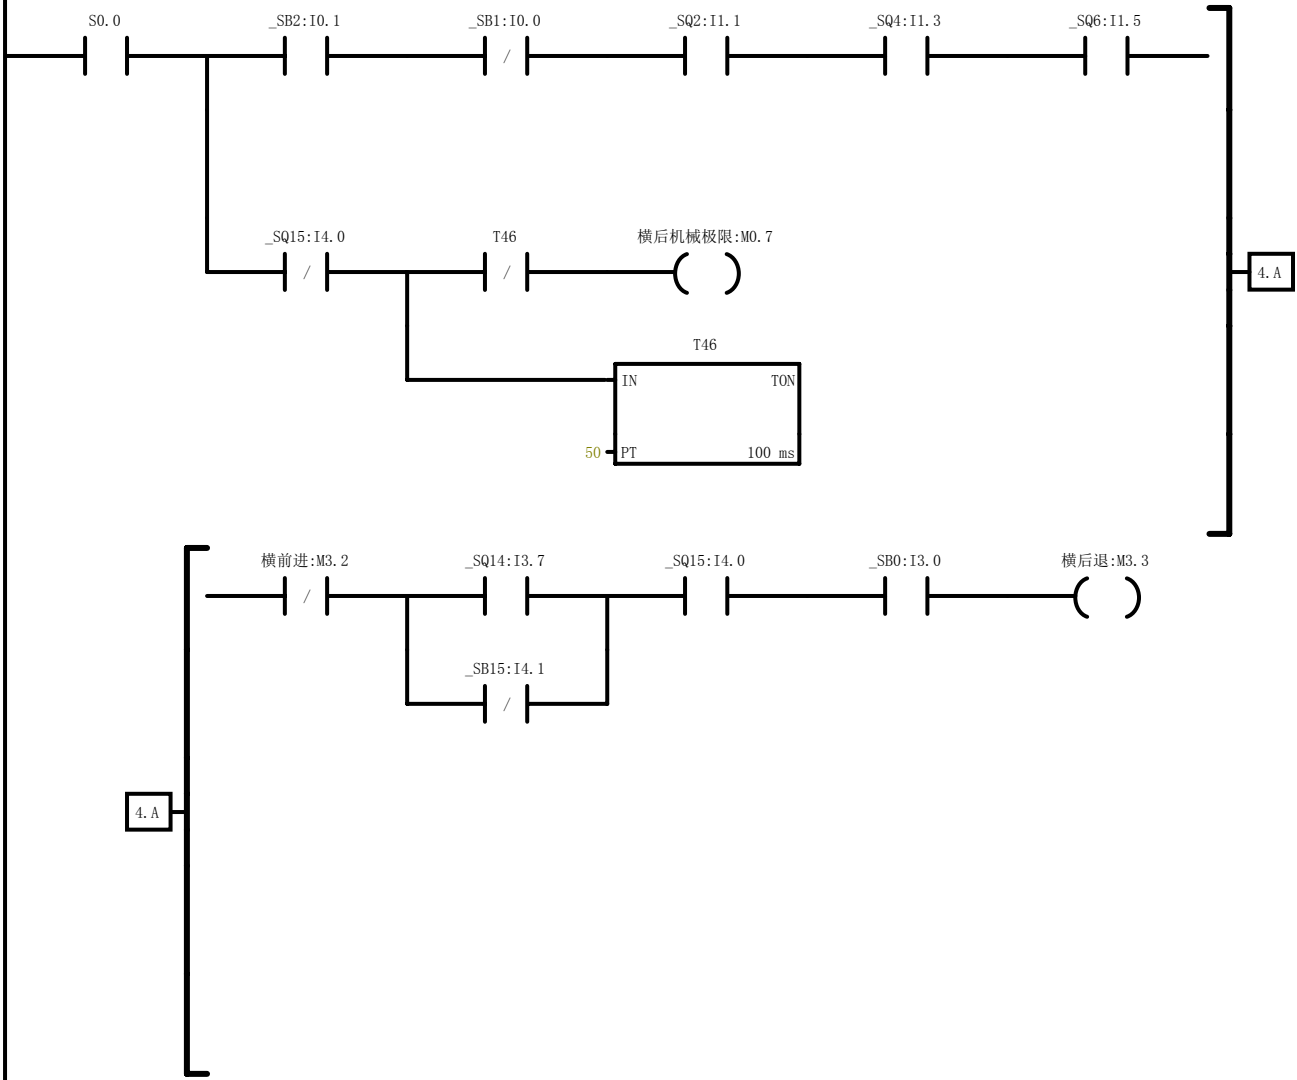 S0.0 _SB2:I0.1 _SB1:I0.0 _SQ2:I1.1 _SQ4:I1.3 _SQ6:I1.5
/
_SQ15:I4.0 T46 横后机械极限:M0.7
/ / 4.A
T46
IN TON
50 PT 100 ms
横前进:M3.2 _SQ14:I3.7 _SQ15:I4.0 _SB0:I3.0 横后退:M3.3
/
_SB15:I4.1
/
4.A